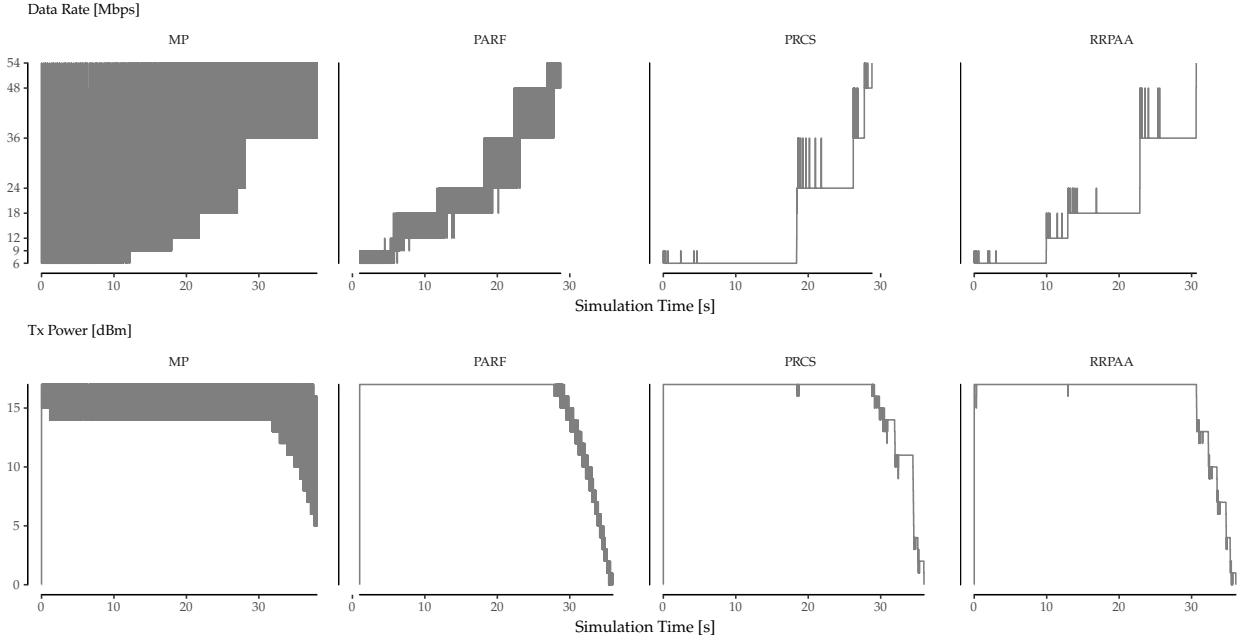 Data Rate [Mbps]
MP PARF PRCS RRPAA
54
48
36
24
18
12
9
6
0 10 20 30 0 10 20 30 0 10 20 30 0 10 20 30
Simulation Time [s]
Tx Power [dBm]
MP PARF PRCS RRPAA
15
10
5
0
0 10 20 30 0 10 20 30 0 10 20 30 0 10 20 30
Simulation Time [s]